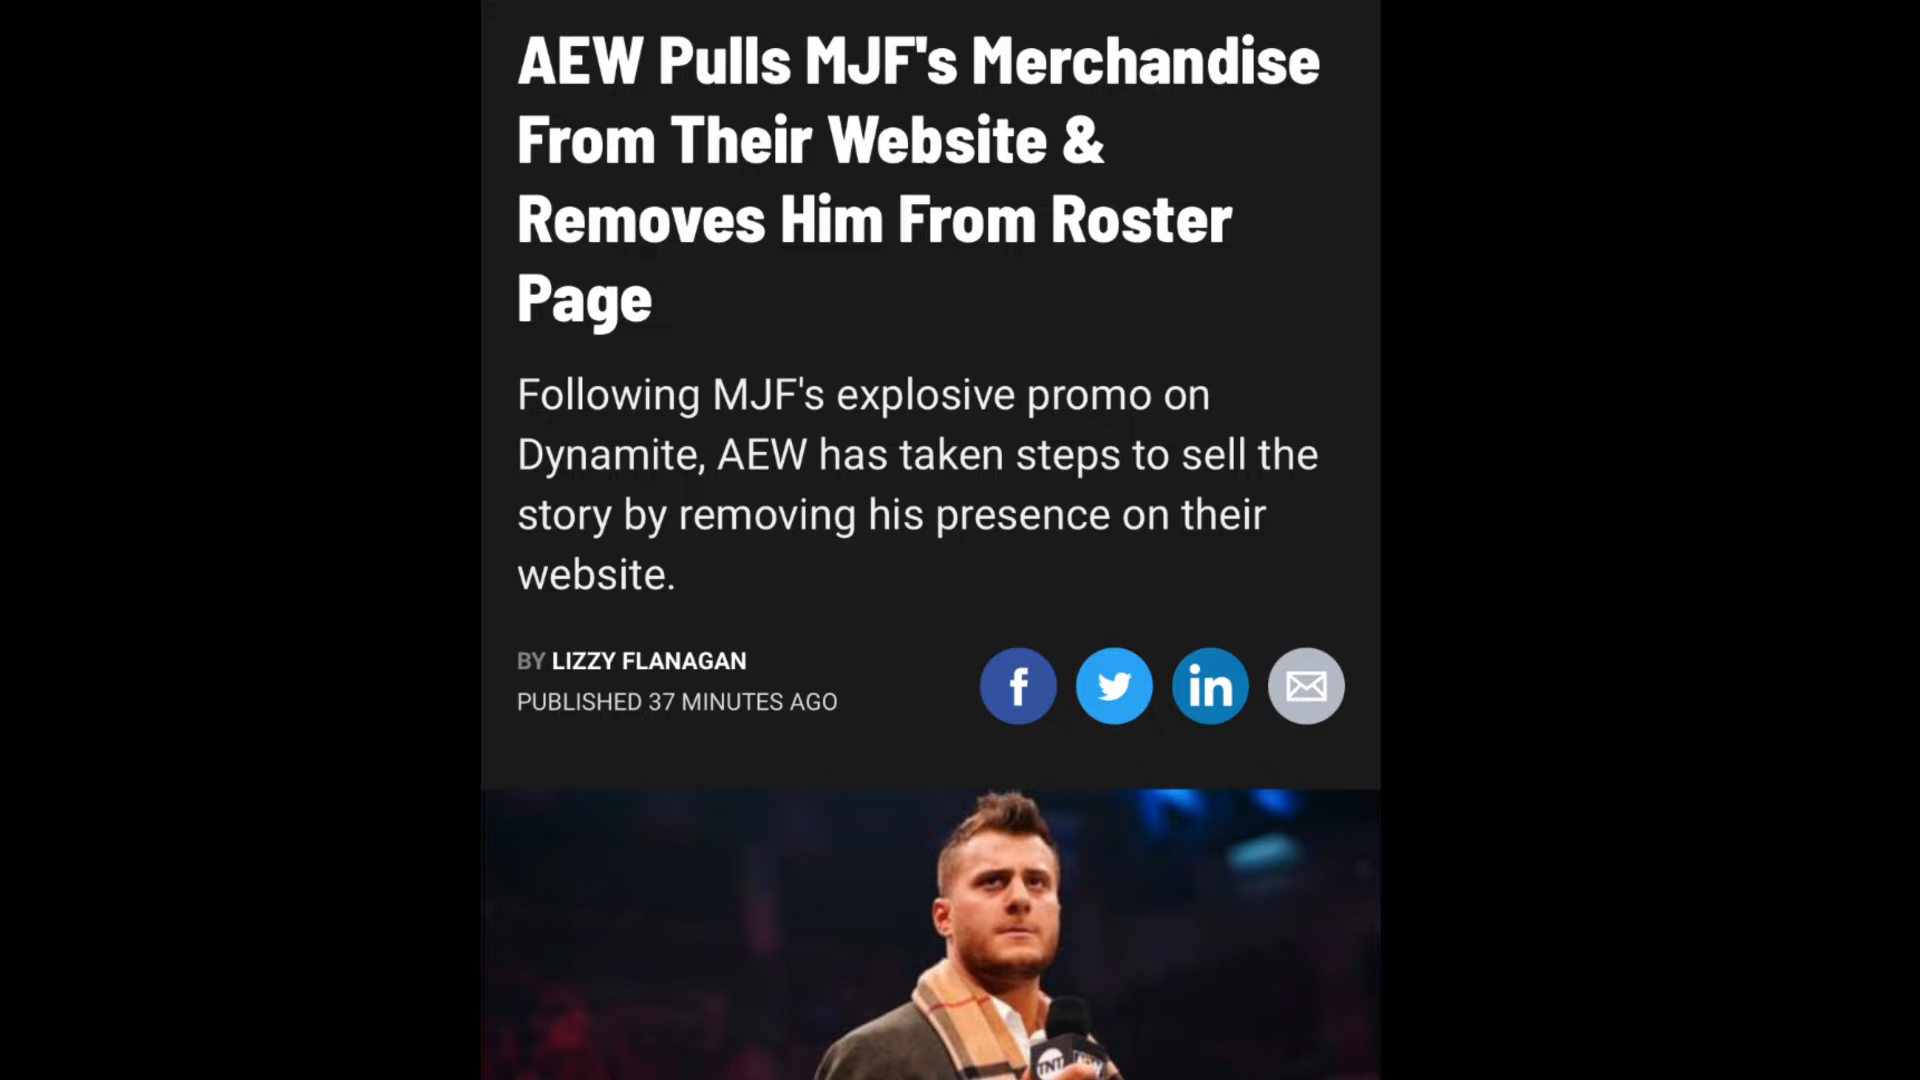 AEW Pulls MJF's Merchandise
From Their Website &
Removes Him From Roster
Page
Following MJF's explosive promo on
Dynamite, AEW has taken steps to sell the
story by removing his presence on their
website.
BY LIZZY FLANAGAN
PUBLISHED 37 MINUTES AGO
f
in
TNT